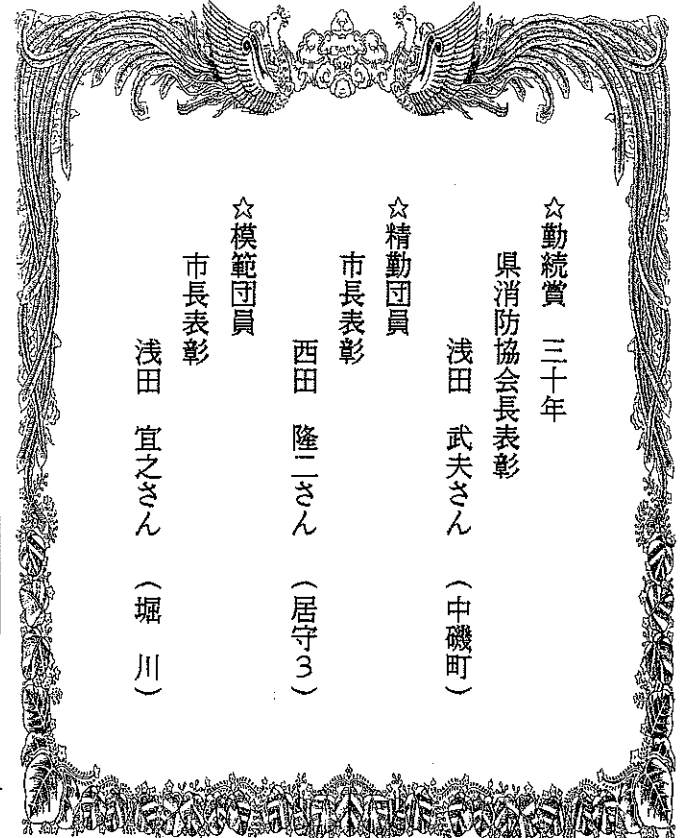 ☆勤続賞　三十年
県消防協会長表彰
浅田　武夫さん　（中磯町）
☆精勤団員
市長表彰
西田　隆二さん　（居守３）
☆模範団員
市長表彰
浅田　宜之さん　（堀　川）